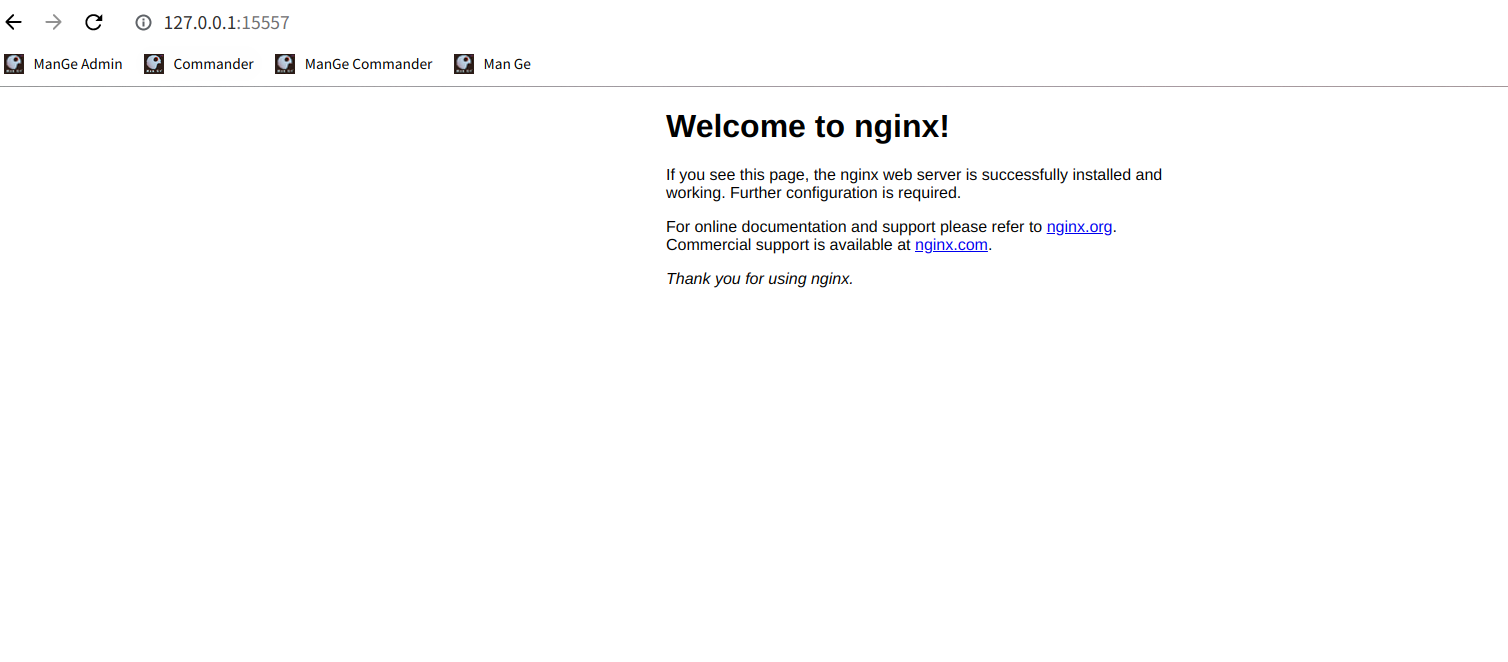 127.0.0.1:15557
ManGe Admin Commander ManGe Commander Man Ge
Welcome to nginx!
If you see this page, the nginx web server is successfully installed and
working. Further configuration is required.
For online documentation and support please refer to nginx.org.
Commercial support is available at nginx.com.
Thank you for using nginx.